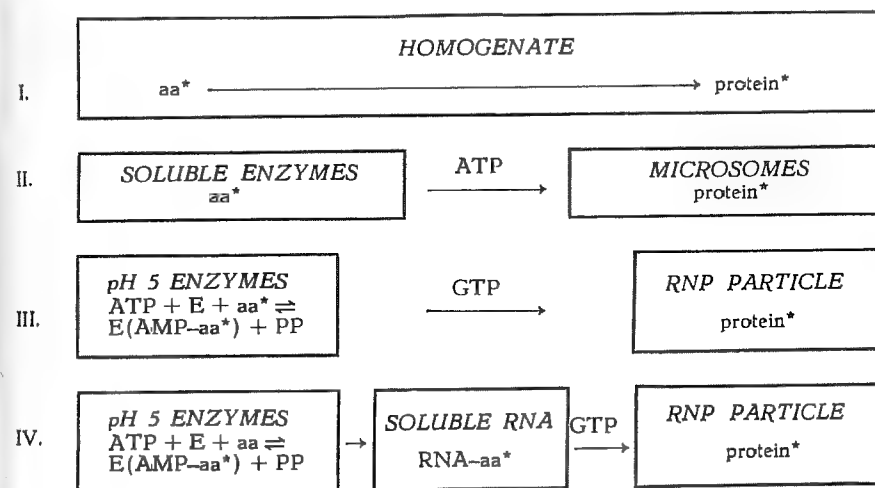 HOMOGENATE
I. aa* protein*
II. SOLUBLE ENZYMES ATP MICROSOMES
aa* protein*
pH 5 ENZYMES GTP RNP PARTICLE
ATP + E + aa* ⇌
III. E(AMP–aa*) + PP protein*
pH 5 ENZYMES SOLUBLE RNA GTP RNP PARTICLE
IV. ATP + E + aa ⇌
E(AMP–aa*) + PP RNA–aa* protein*